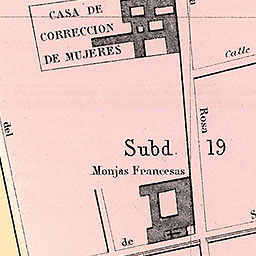 CASA DE
CORRECCION
DE MUJERES
Calle
Rosa
del
Subd 19
Monjas Francesas
de